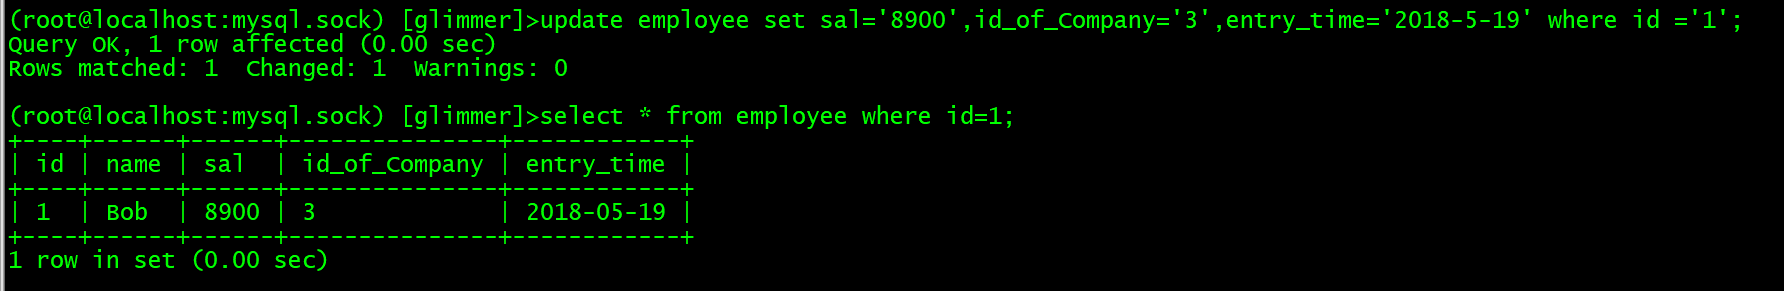 (root@localhost:mysql.sock) [glimmer]>update employee set sal='8900',id_of_Company='3',entry_time='2018-5-19' where id ='1';
Query OK, 1 row affected (0.00 sec)
Rows matched: 1  Changed: 1  Warnings: 0

(root@localhost:mysql.sock) [glimmer]>select * from employee where id=1;
+----+------+------+---------------+------------+
| id | name | sal  | id_of_Company | entry_time |
+----+------+------+---------------+------------+
| 1  | Bob  | 8900 | 3             | 2018-05-19 |
+----+------+------+---------------+------------+
1 row in set (0.00 sec)